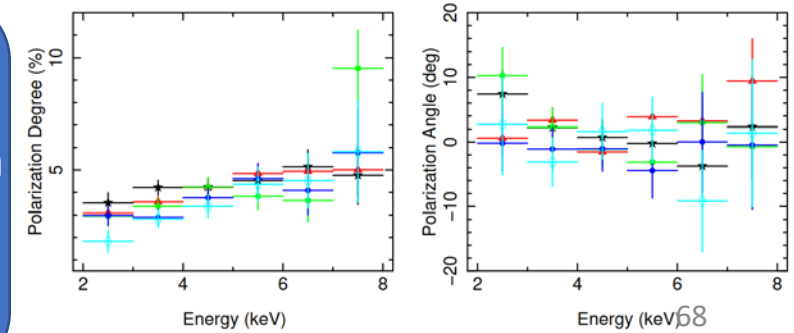 Polarization Degree (%)
10
5
2 4 6 8
Energy (keV)
Polarization Angle (deg)
20
10
0
−10
−20
2 4 6 8
Energy (keV)
68